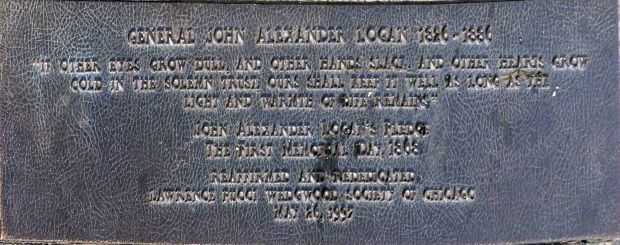 GENERAL JOHN ALEXANDER LOGAN 1826-1886
"IF OTHER EYES GROW DULL, AND OTHER HANDS SLACK, AND OTHER HEARTS GROW
COLD IN THE SOLEMN TRUST, OURS SHALL KEEP IT WELL AS LONG AS THE
LIGHT AND WARMTH OF LIFE REMAINS."
JOHN ALEXANDER LOGAN'S PLEDGE
THE FIRST MEMORIAL DAY, 1868
REAFFIRMED AND REDEDICATED
LAWRENCE PUCCI WEDGWOOD SOCIETY OF CHICAGO
MAY 26,